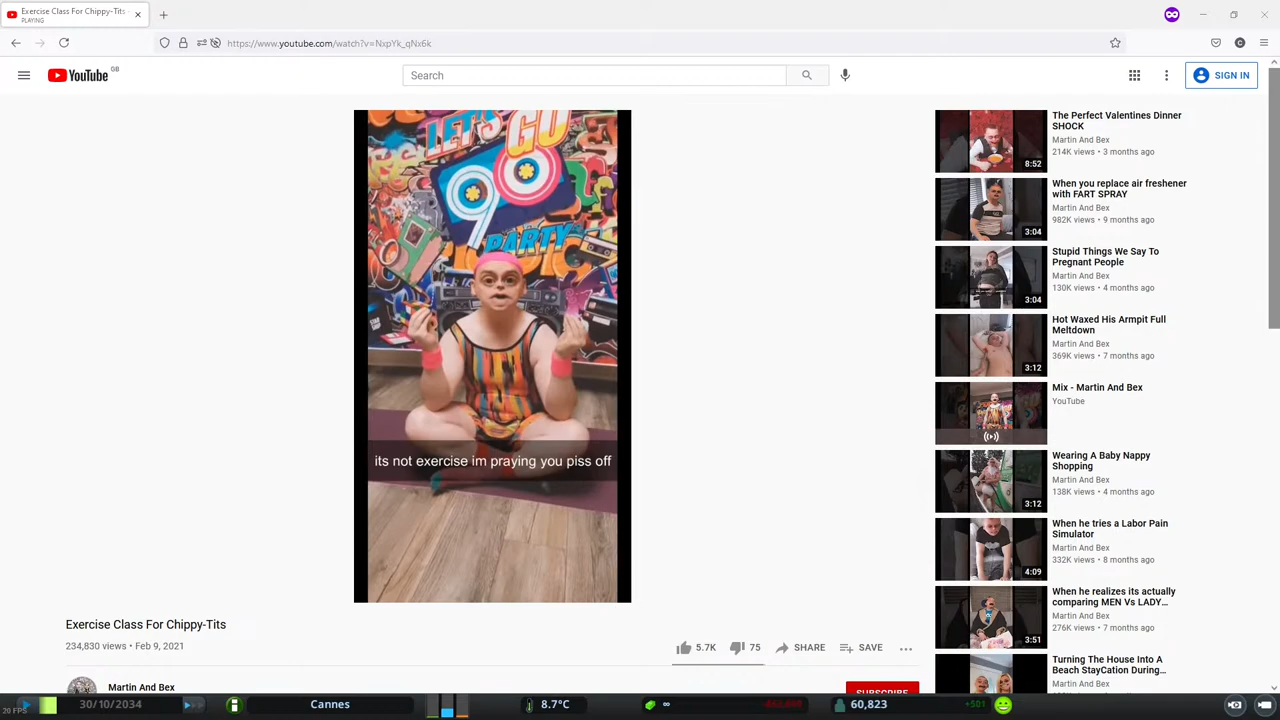 Exercise Class For Chippy-Tits -
PLAYING
https://www.youtube.com/watch?v=NxpYk_qNx6k
YouTube
GB
Search
SIGN IN
LET'S GO
PARTY
its not exercise im praying you piss off
The Perfect Valentines Dinner
SHOCK
Martin And Bex
214K views • 3 months ago
8:52
When you replace air freshener
with FART SPRAY
Martin And Bex
982K views • 9 months ago
3:04
Stupid Things We Say To
Pregnant People
Martin And Bex
130K views • 4 months ago
3:04
Hot Waxed His Armpit Full
Meltdown
Martin And Bex
369K views • 7 months ago
3:12
Mix - Martin And Bex
YouTube
Wearing A Baby Nappy
Shopping
Martin And Bex
138K views • 4 months ago
3:12
When he tries a Labor Pain
Simulator
Martin And Bex
332K views • 8 months ago
4:09
When he realizes its actually
comparing MEN Vs LADY...
Martin And Bex
276K views • 7 months ago
3:51
Turning The House Into A
Beach StayCation During...
Martin And Bex
Exercise Class For Chippy-Tits
234,830 views • Feb 9, 2021
5.7K
75
SHARE
SAVE
Martin And Bex
SUBSCRIBE
20 FPS
30/10/2034
Cannes
8.7°C
∞
60,823
+501